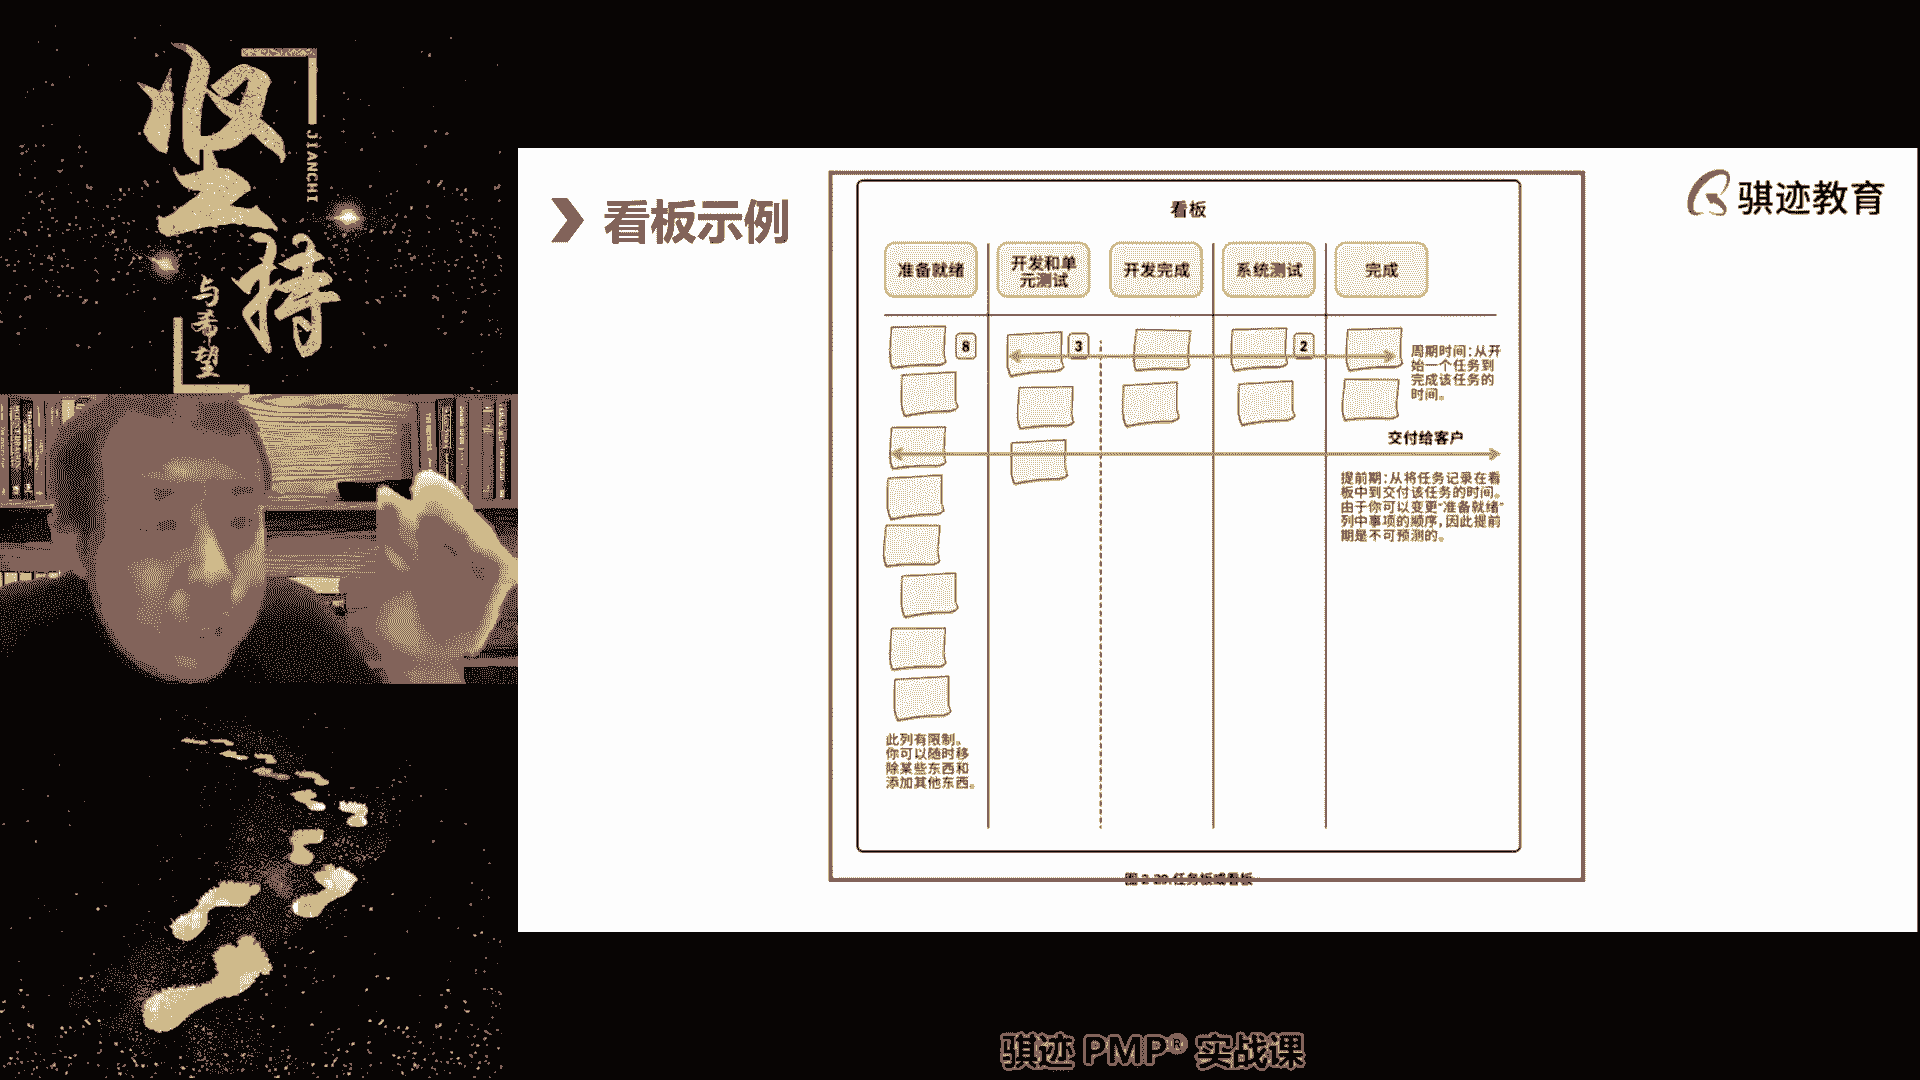 坚持
JIANCHI
与希望
看板示例
骐迹教育
看板
准备就绪
开发和单
元测试
开发完成
系统测试
完成
8
3
2
周期时间:从开
始一个任务到
完成该任务的
时间。
交付给客户
提前期:从将任务记录在看
板中到交付该任务的时间。
由于你可以变更“准备就绪”
列中事项的顺序,因此提前
期是不可预测的。
此列有限制。
你可以随时移
除某些东西和
添加其他东西。
任务板或看板
骐迹 PMP® 实战课